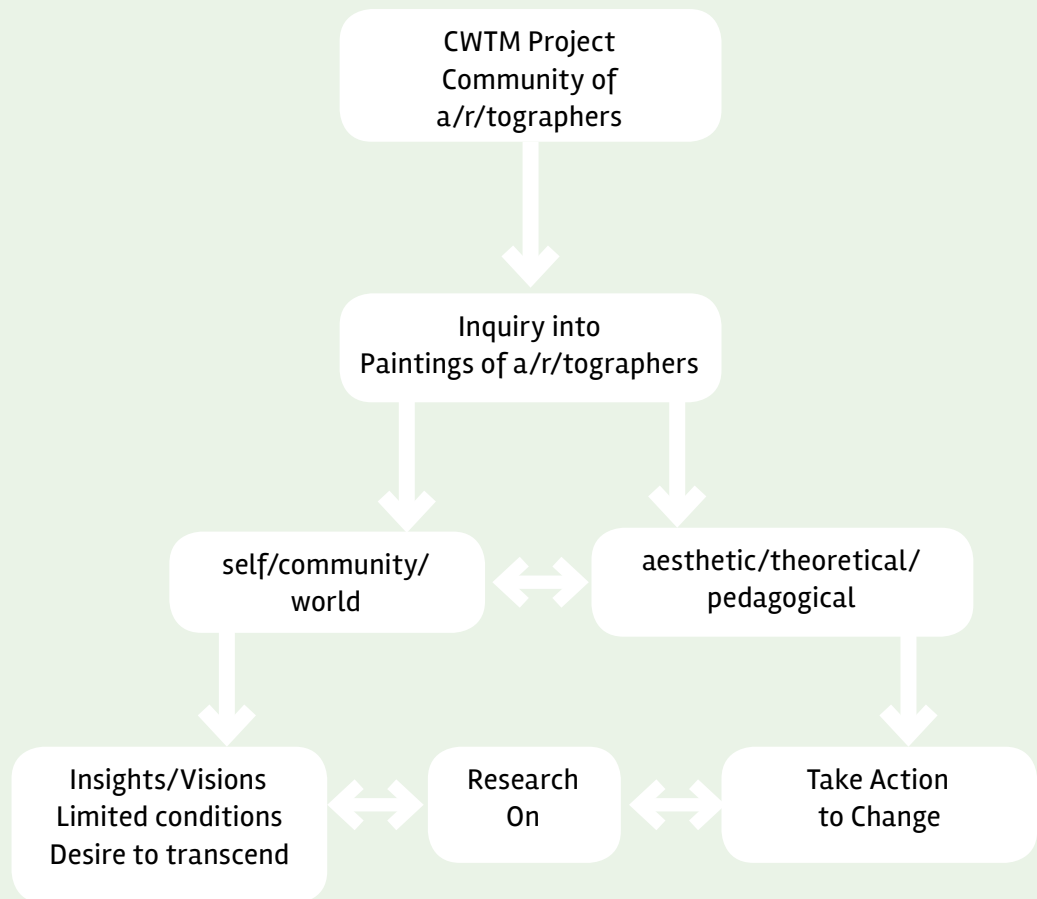 CWTM Project
Community of
a/r/tographers
Inquiry into
Paintings of a/r/tographers
self/community/
world
aesthetic/theoretical/
pedagogical
Insights/Visions
Limited conditions
Desire to transcend
Research
On
Take Action
to Change